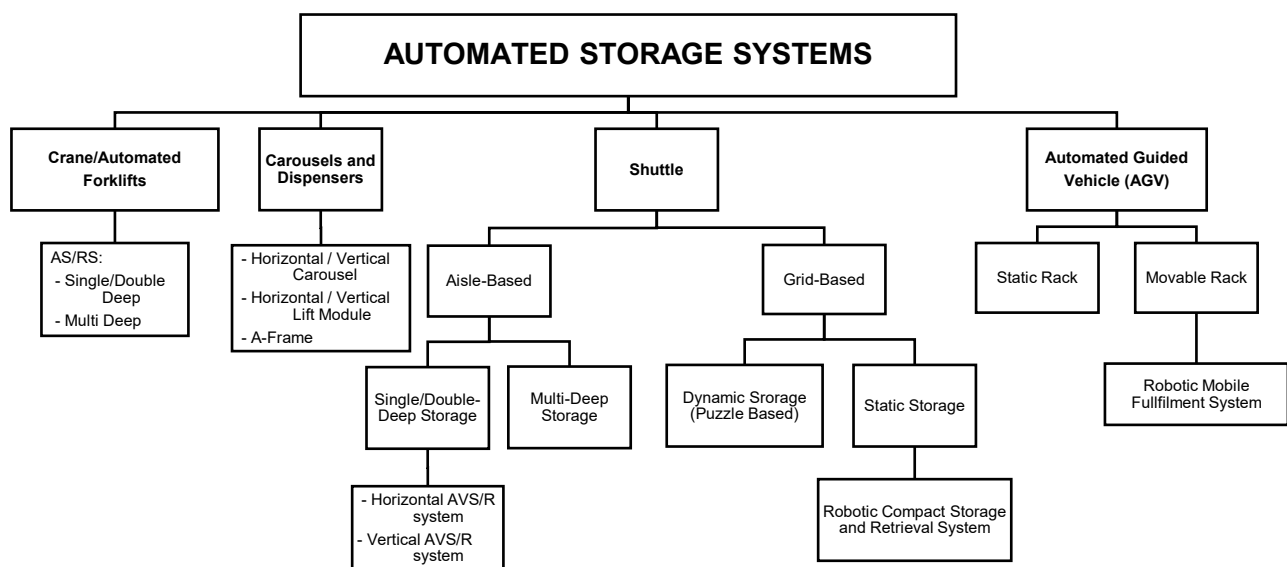 AUTOMATED STORAGE SYSTEMS
Crane/Automated
Forklifts
Carousels and
Dispensers
Shuttle
Automated Guided
Vehicle (AGV)
AS/RS:
- Single/Double
Deep
- Multi Deep
- Horizontal / Vertical
Carousel
- Horizontal / Vertical
Lift Module
- A-Frame
Aisle-Based
Grid-Based
Static Rack
Movable Rack
Single/Double-
Deep Storage
Multi-Deep
Storage
Dynamic Srorage
(Puzzle Based)
Static Storage
Robotic Mobile
Fullfilment System
- Horizontal AVS/R
system
- Vertical AVS/R
system
Robotic Compact Storage
and Retrieval System